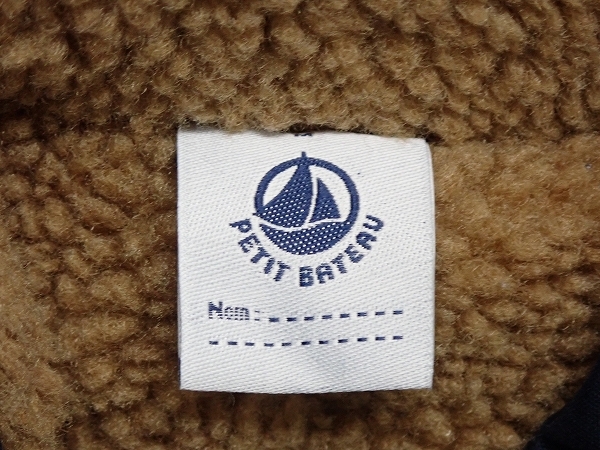 PETIT BATEAU
Nom : - - - - - - - - -
- - - - - - - - - - - - -